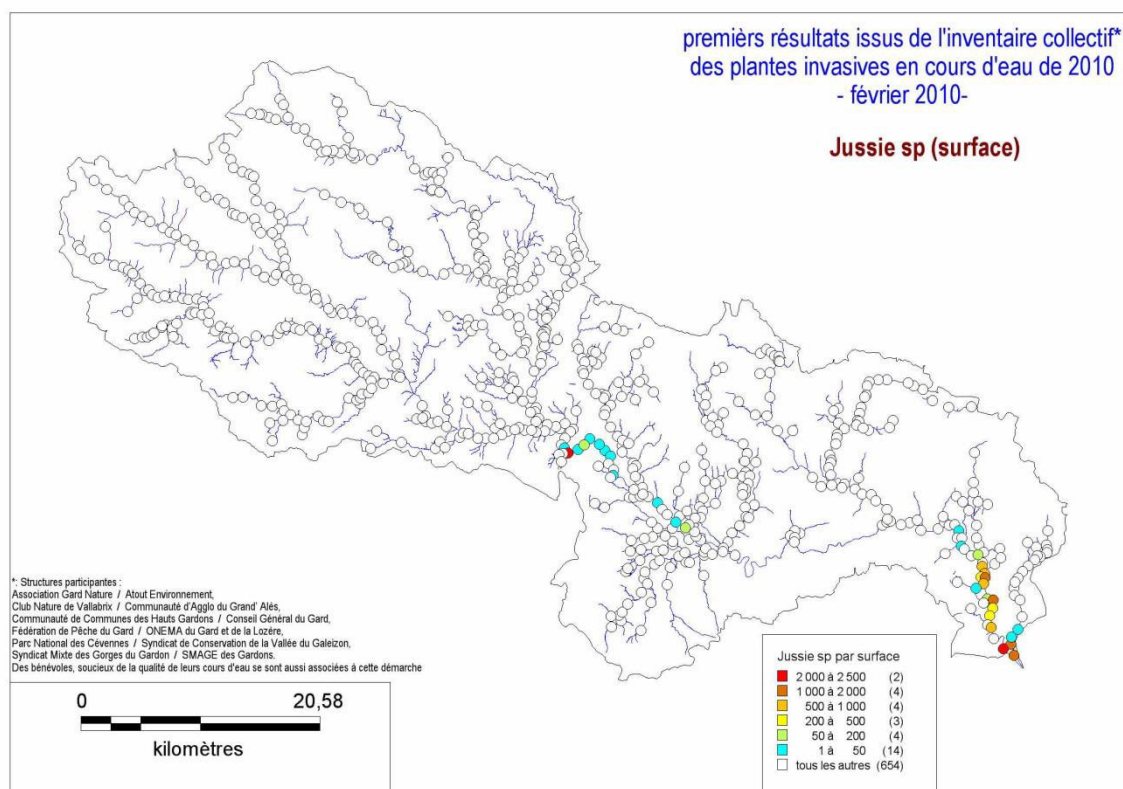 premièrs résultats issus de l'inventaire collectif*
des plantes invasives en cours d'eau de 2010
- février 2010-
Jussie sp (surface)
*: Structures participantes :
Association Gard Nature / Atout Environnement,
Club Nature de Vallabrix / Communauté d'Agglo du Grand' Alés,
Communauté de Communes des Hauts Gardons / Conseil Général du Gard,
Fédération de Pêche du Gard / ONEMA du Gard et de la Lozére,
Parc National des Cévennes / Syndicat de Conservation de la Vallée du Galeizon,
Syndicat Mixte des Gorges du Gardon / SMAGE des Gardons.
Des bénévoles, soucieux de la qualité de leurs cours d'eau se sont aussi associées à cette démarche
0 20,58
kilomètres
Jussie sp par surface
2 000 à 2 500 (2)
1 000 à 2 000 (4)
500 à 1 000 (4)
200 à 500 (3)
50 à 200 (4)
1 à 50 (14)
tous les autres (654)